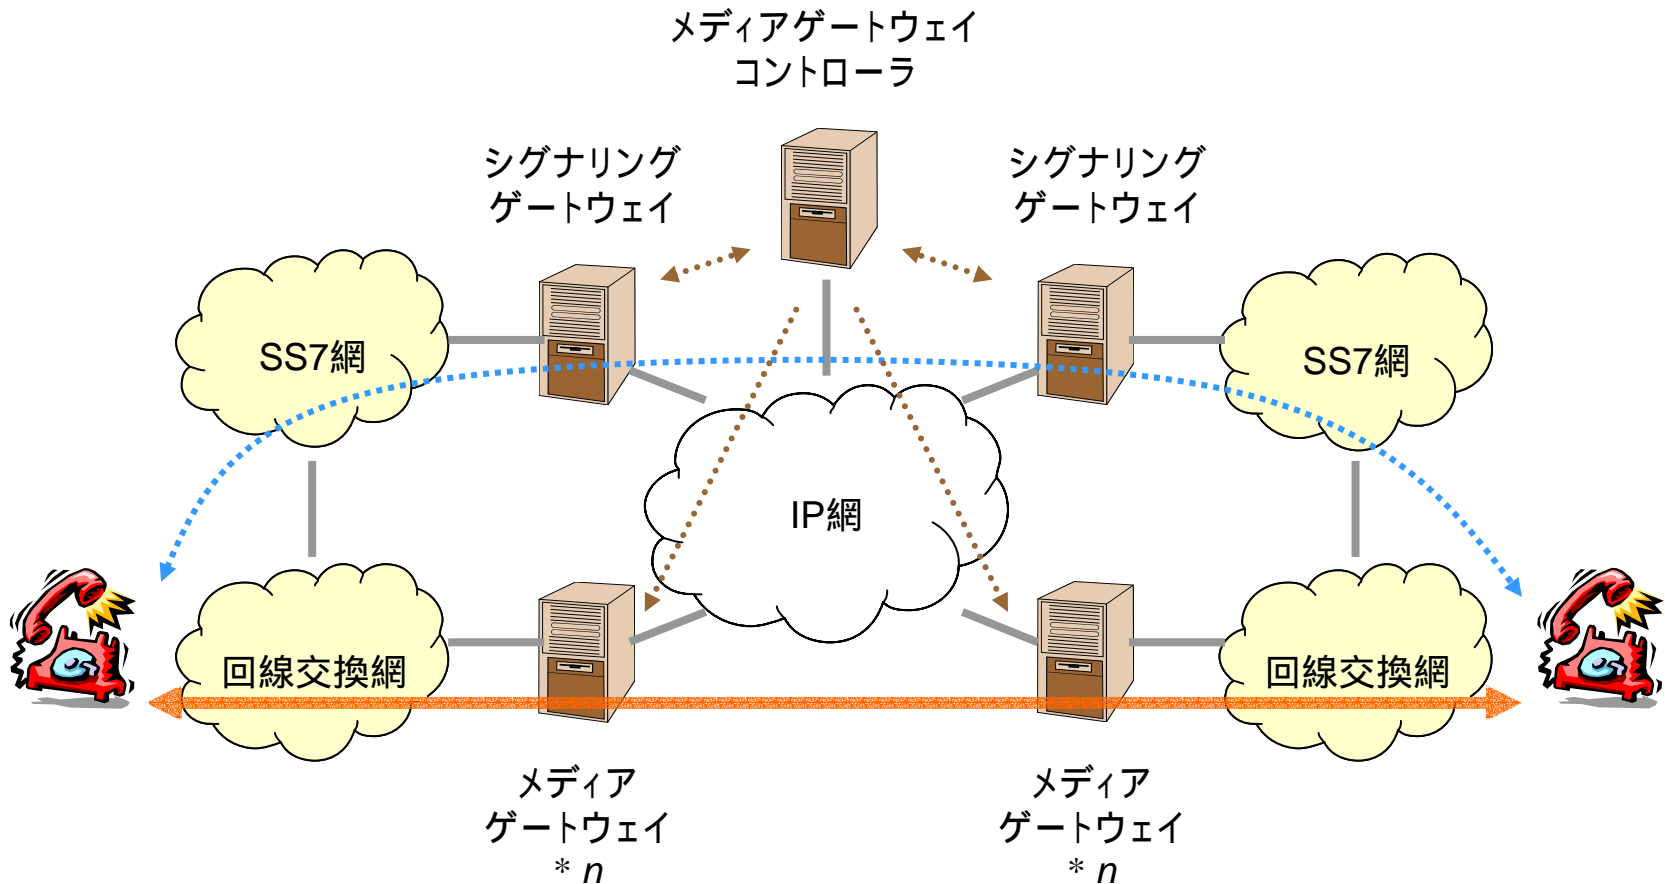 メディアゲートウェイ
コントローラ
シグナリング
ゲートウェイ
シグナリング
ゲートウェイ
SS7網
SS7網
IP網
回線交換網
回線交換網
メディア
ゲートウェイ
* n
メディア
ゲートウェイ
* n